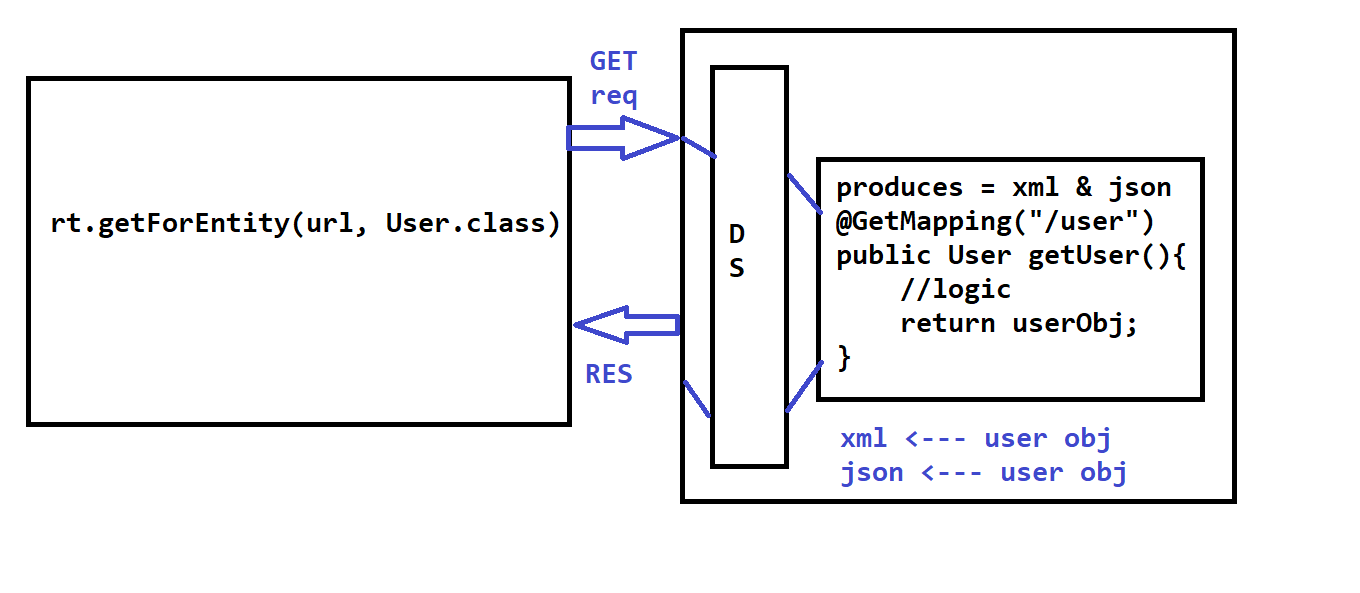 GET
req
rt.getForEntity(url, User.class)
RES
D
S
produces = xml & json
@GetMapping("/user")
public User getUser(){
//logic
return userObj;
}
xml <--- user obj
json <--- user obj